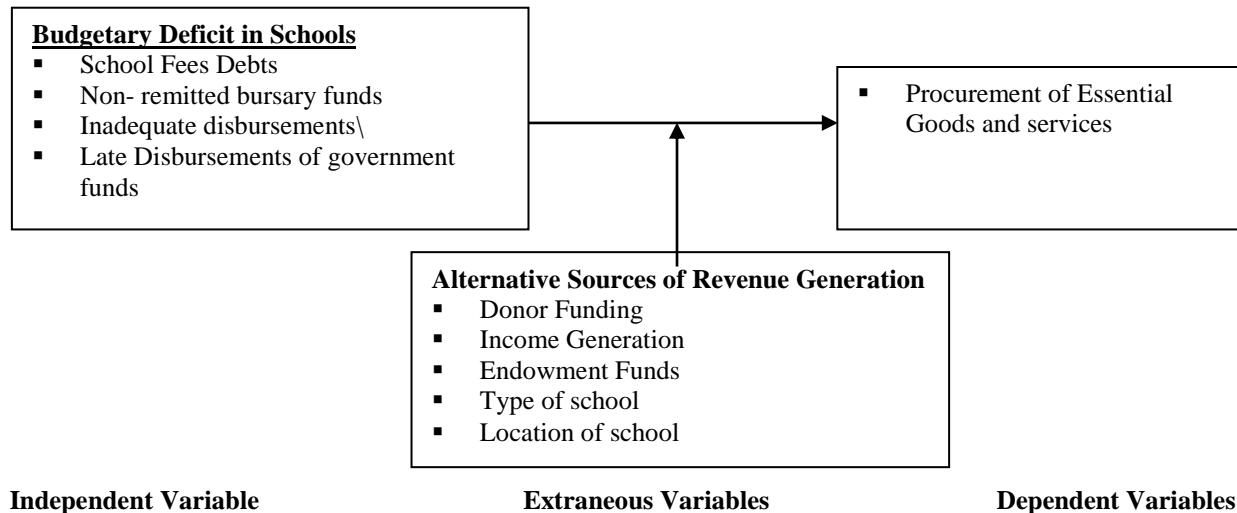 Budgetary Deficit in Schools
▪ School Fees Debts
▪ Non- remitted bursary funds
▪ Inadequate disbursements\
▪ Late Disbursements of government
funds
▪ Procurement of Essential
Goods and services
Alternative Sources of Revenue Generation
▪ Donor Funding
▪ Income Generation
▪ Endowment Funds
▪ Type of school
▪ Location of school
Independent Variable Extraneous Variables Dependent Variables